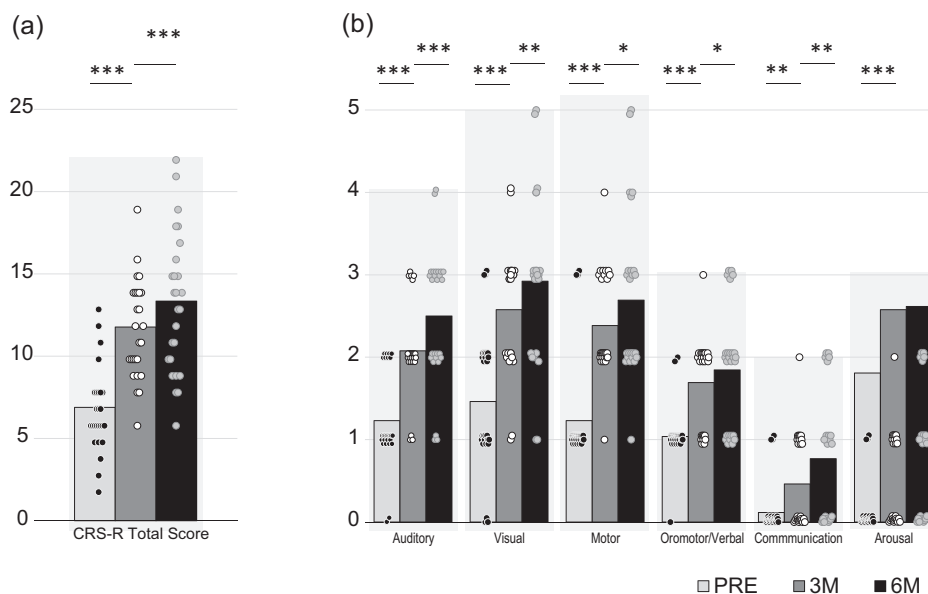 (a)
(b)
***
***
*** *** *** ** *** * *** * ** ** ***
25
20
15
10
5
0
CRS-R Total Score
5
4
3
2
1
0
Auditory Visual Motor Oromotor/Verbal Commmunication Arousal
PRE 3M 6M